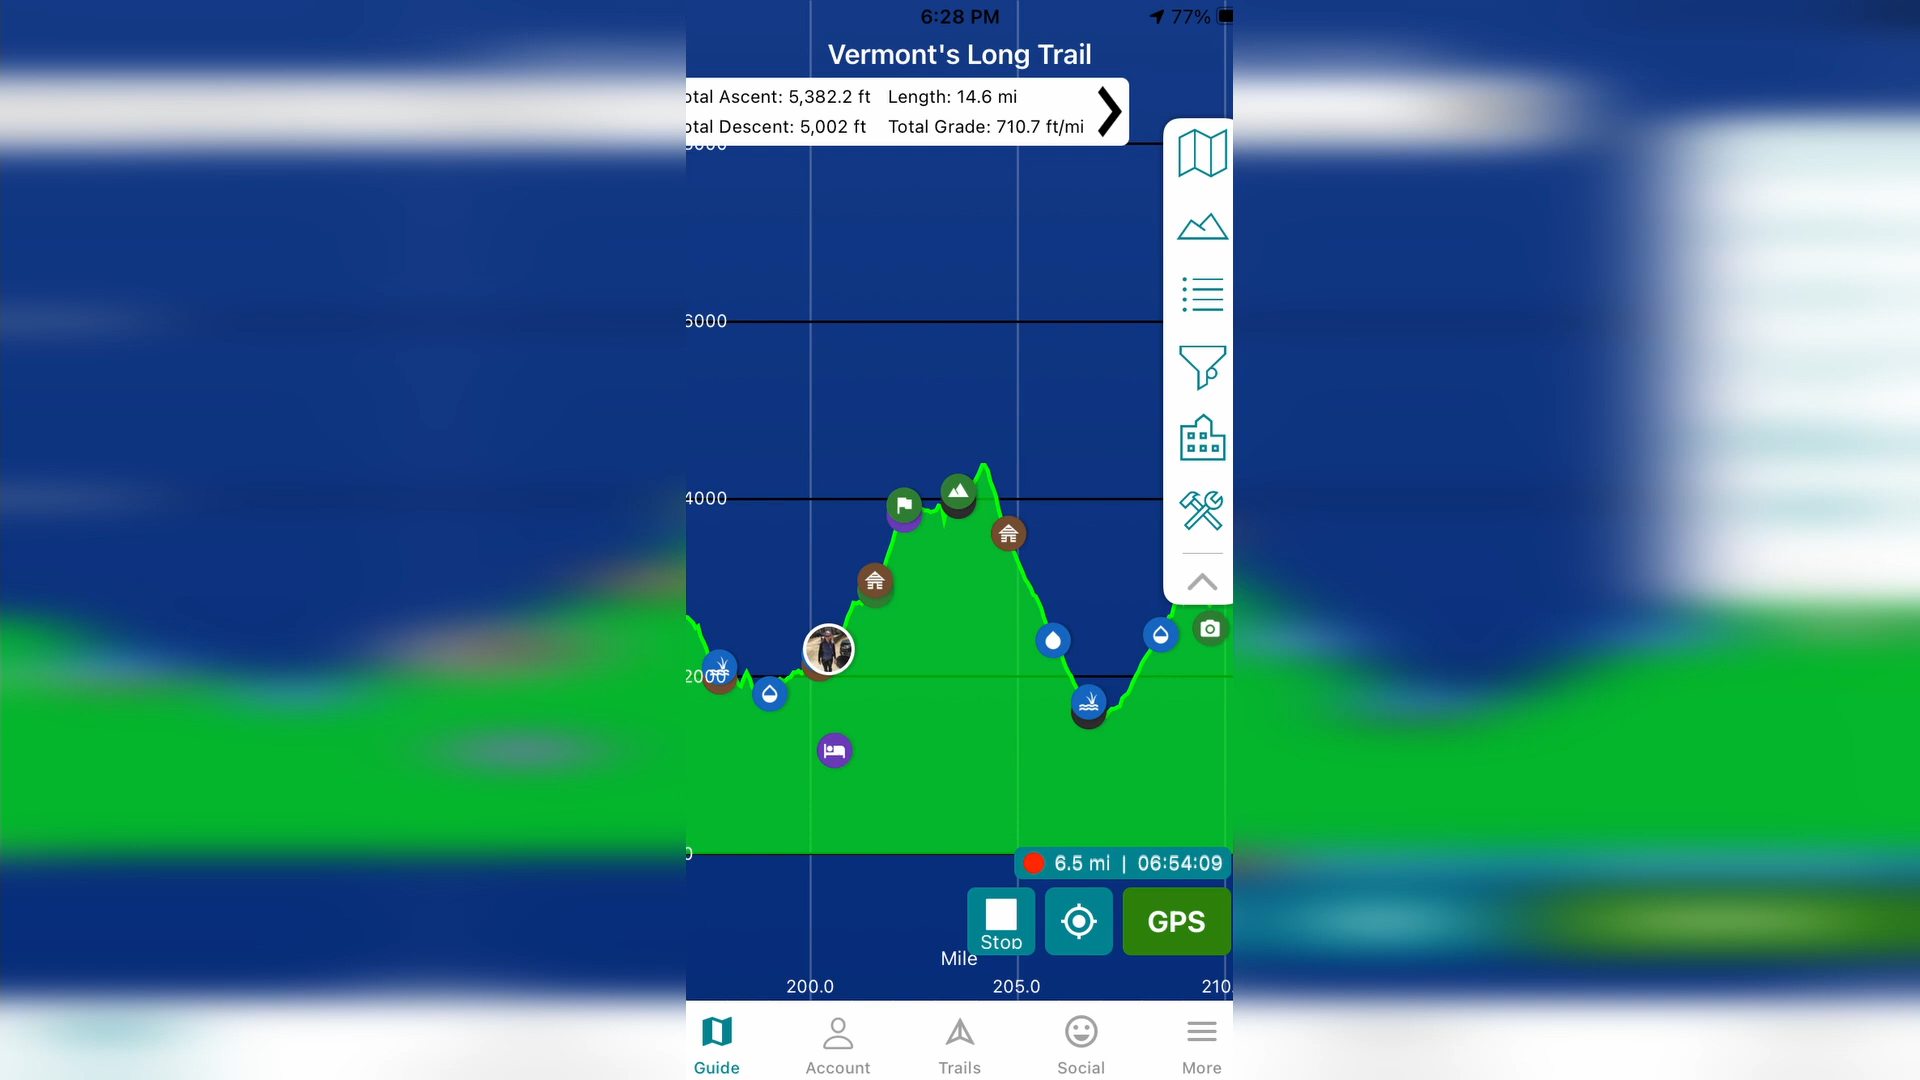 6:28 PM
77%
Vermont's Long Trail
otal Ascent: 5,382.2 ft Length: 14.6 mi
otal Descent: 5,002 ft Total Grade: 710.7 ft/mi
6000
4000
2000
0
6.5 mi | 06:54:09
Stop
GPS
Mile
200.0 205.0 210.
Guide Account Trails Social More